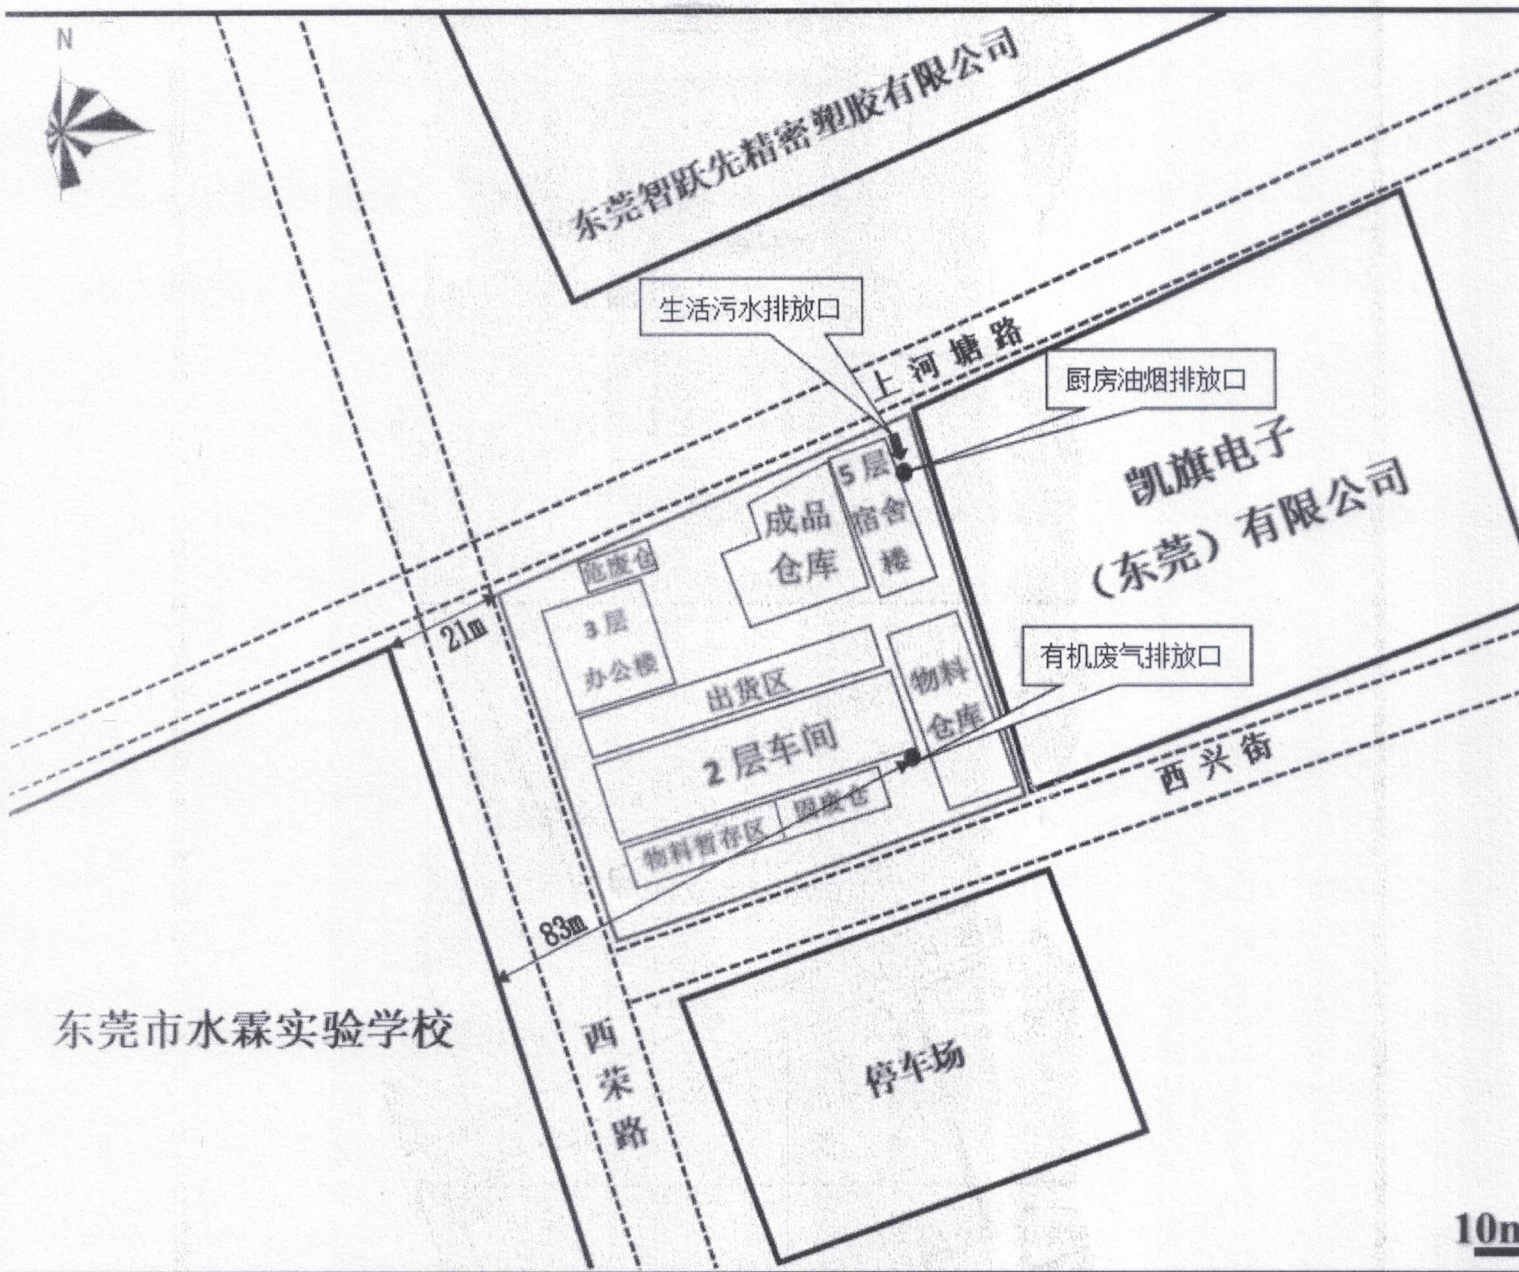 N
东莞智跃先精密塑胶有限公司
生活污水排放口
上河塘路
厨房油烟排放口
凯旗电子
（东莞）有限公司
5层
宿舍
楼
成品
仓库
危废仓
3层
办公楼
21m
出货区
物料
仓库
有机废气排放口
2层车间
西兴街
固废仓
物料暂存区
83m
东莞市水霖实验学校
西
荣
路
停车场
10m